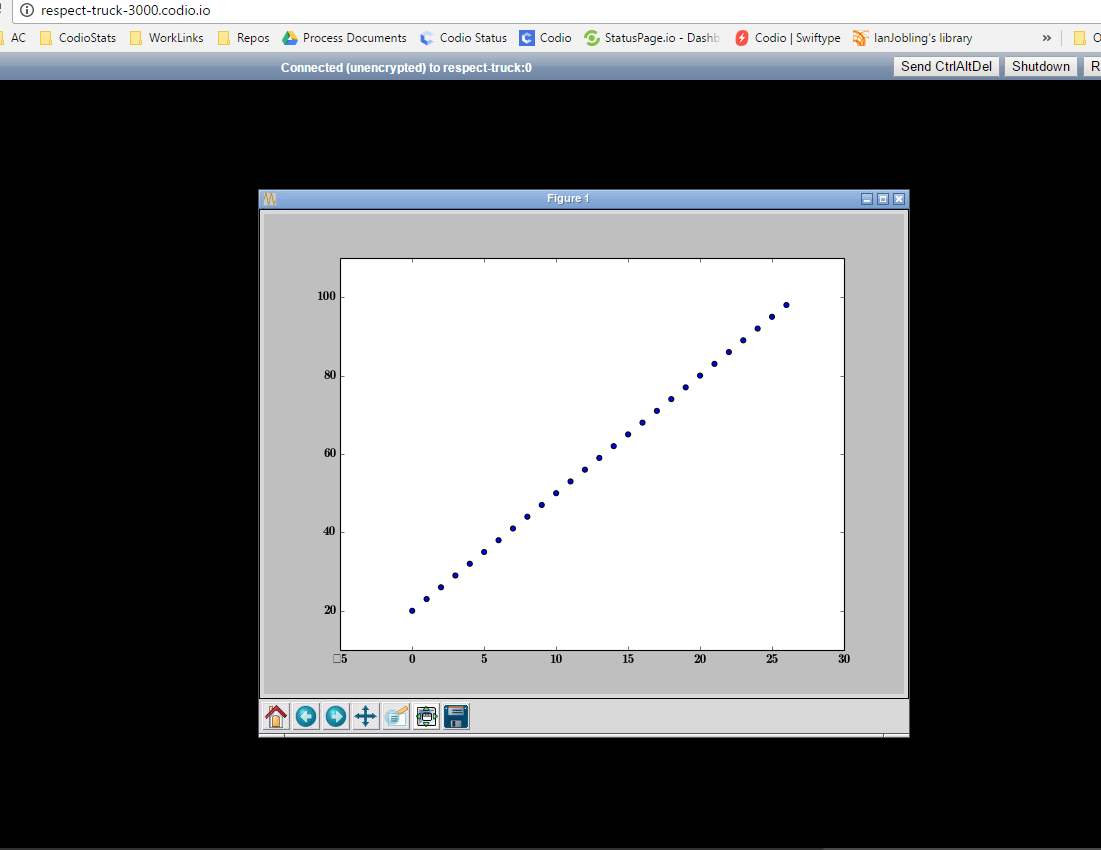 respect-truck-3000.codio.io
AC CodioStats WorkLinks Repos Process Documents Codio Status Codio StatusPage.io - Dashb Codio | Swiftype IanJobling's library » O
Connected (unencrypted) to respect-truck:0 Send CtrlAltDel Shutdown R
Figure 1
100
80
60
40
20
□5 0 5 10 15 20 25 30